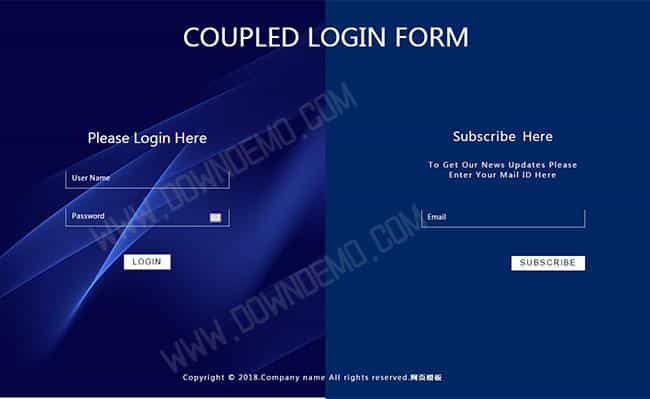 COUPLED LOGIN FORM
Please Login Here
User Name
Password
LOGIN
Subscribe Here
To Get Our News Updates Please
Enter Your Mail ID Here
Email
SUBSCRIBE
Copyright © 2018.Company name All rights reserved.网页模板
WWW.DOWNDEMO.COM
WWW.DOWNDEMO.COM